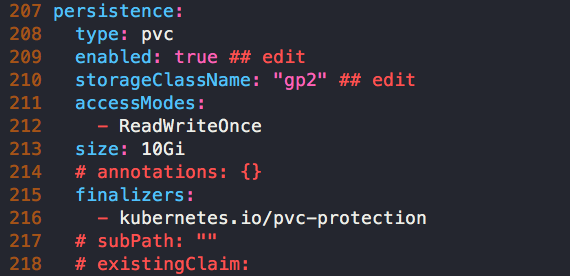 207 persistence:
208   type: pvc
209   enabled: true ## edit
210   storageClassName: "gp2" ## edit
211   accessModes:
212     - ReadWriteOnce
213   size: 10Gi
214   # annotations: {}
215   finalizers:
216     - kubernetes.io/pvc-protection
217   # subPath: ""
218   # existingClaim: